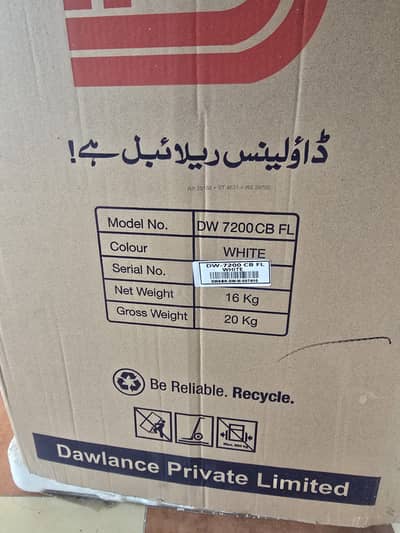 ڈاؤلینس ریلائبل ہے!
Model No. DW 7200 CB FL
Colour WHITE
Serial No. DW-7200 CB FL
WHITE
Net Weight 16 Kg
Gross Weight 20 Kg
Be Reliable. Recycle.
Dawlance Private Limited